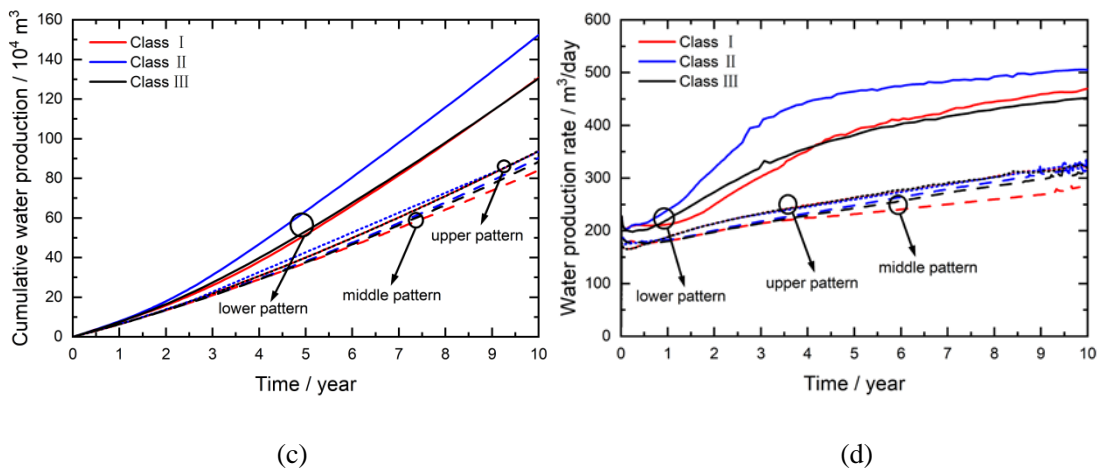 Cumulative water production / 10⁴ m³
160
150
140
120
100
80
60
40
20
0
Class Ⅰ
Class Ⅱ
Class Ⅲ
upper pattern
middle pattern
lower pattern
0 1 2 3 4 5 6 7 8 9 10
Time / year
(c)
Water production rate / m³/day
600
500
400
300
200
100
0
Class Ⅰ
Class Ⅱ
Class Ⅲ
middle pattern
upper pattern
lower pattern
0 1 2 3 4 5 6 7 8 9 10
Time / year
(d)